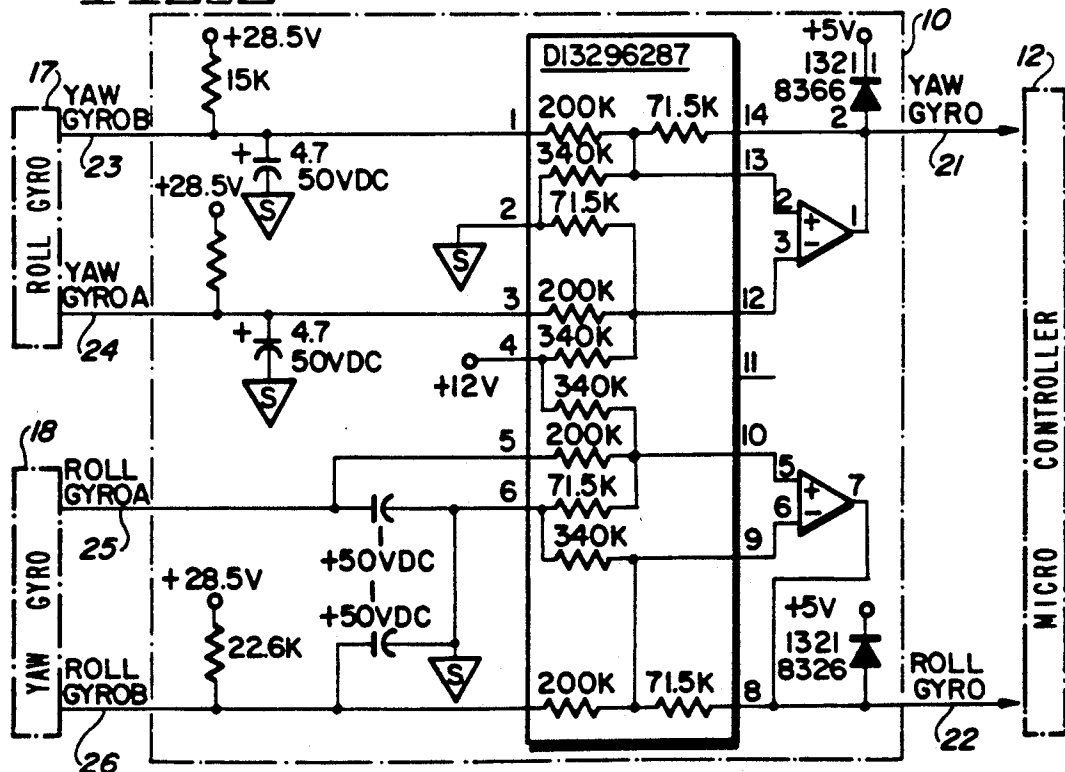 17
ROLL GYRO
YAW
GYROB
23
YAW
GYROA
24
18
YAW GYRO
ROLL
GYROA
25
ROLL
GYROB
26
+28.5V
15K
+
4.7
50VDC
S
+28.5V
+
4.7
50VDC
S
+12V
+50VDC
+50VDC
S
+28.5V
22.6K
S
D13296287
1
200K
71.5K
14
340K
13
2
71.5K
3
200K
12
4
340K
11
340K
5
200K
10
6
71.5K
340K
9
200K
71.5K
8
+5V
1321 1
8366
2
10
YAW
GYRO
21
2
+
3
-
1
5
+
6
-
7
+5V
1321
8326
ROLL
GYRO
22
12
MICRO CONTROLLER